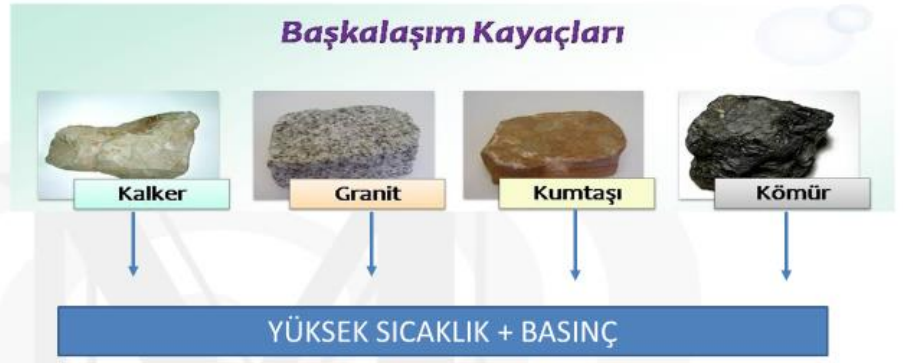 Başkalaşım Kayaçları
Kalker
Granit
Kumtaşı
Kömür
YÜKSEK SICAKLIK + BASINÇ